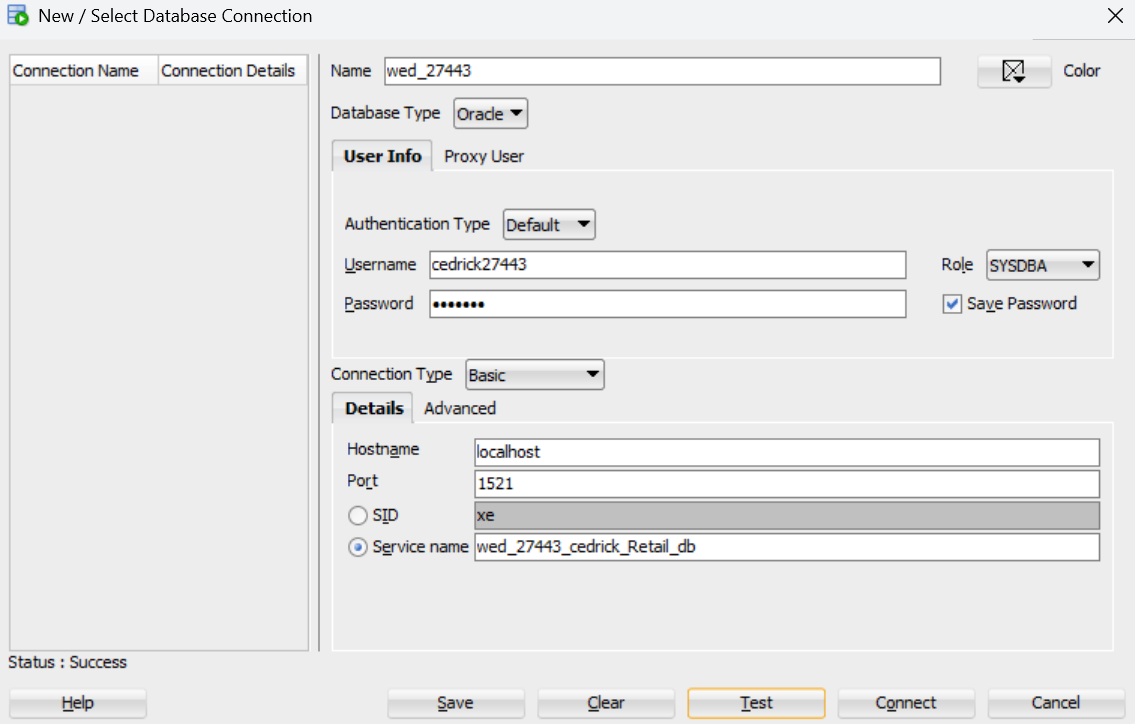 New / Select Database Connection
Connection Name Connection Details
Name wed_27443 Color
Database Type Oracle
User Info Proxy User
Authentication Type Default
Username cedrick27443 Role SYSDBA
Password ••••••• Save Password
Connection Type Basic
Details Advanced
Hostname localhost
Port 1521
SID xe
Service name wed_27443_cedrick_Retail_db
Status : Success
Help Save Clear Test Connect Cancel